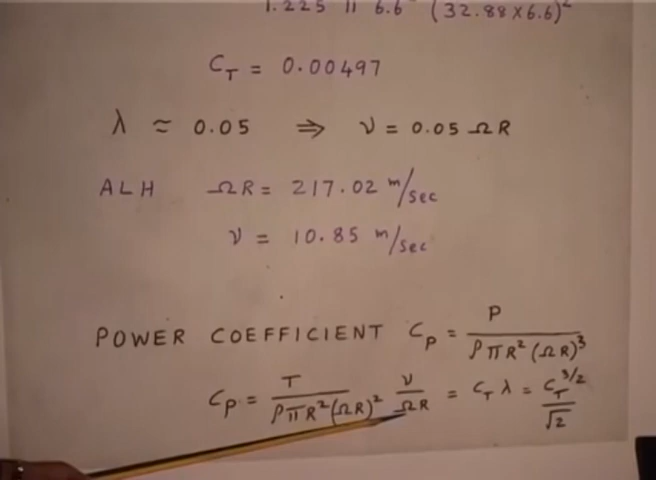 1.225 π 6.6² (32.88×6.6)²
C_T = 0.00497
λ ≈ 0.05 ⇒ ν = 0.05 ΩR
ALH ΩR = 217.02 m/sec
ν = 10.85 m/sec
POWER COEFFICIENT C_P = P / ρπR²(ΩR)³
C_P = T / ρπR²(ΩR)² ν / ΩR = C_T λ = C_T^3/2 / √2